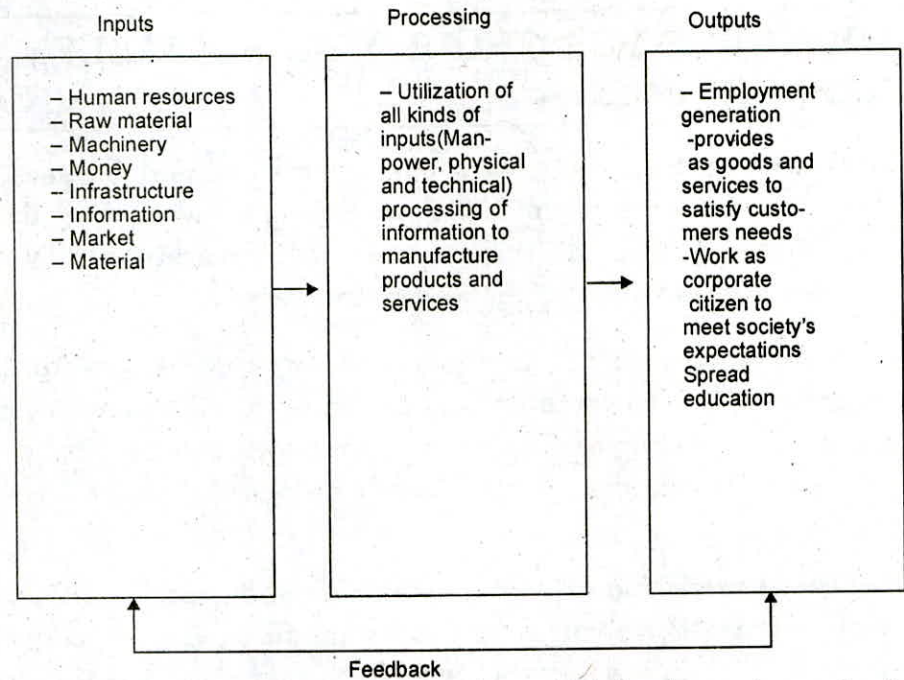 Inputs
Processing
Outputs
– Human resources
– Raw material
– Machinery
– Money
– Infrastructure
– Information
– Market
– Material
– Utilization of
all kinds of
inputs(Man-
power, physical
and technical)
processing of
information to
manufacture
products and
services
– Employment
generation
-provides
as goods and
services to
satisfy custo-
mers needs
-Work as
corporate
citizen to
meet society's
expectations
Spread
education
Feedback